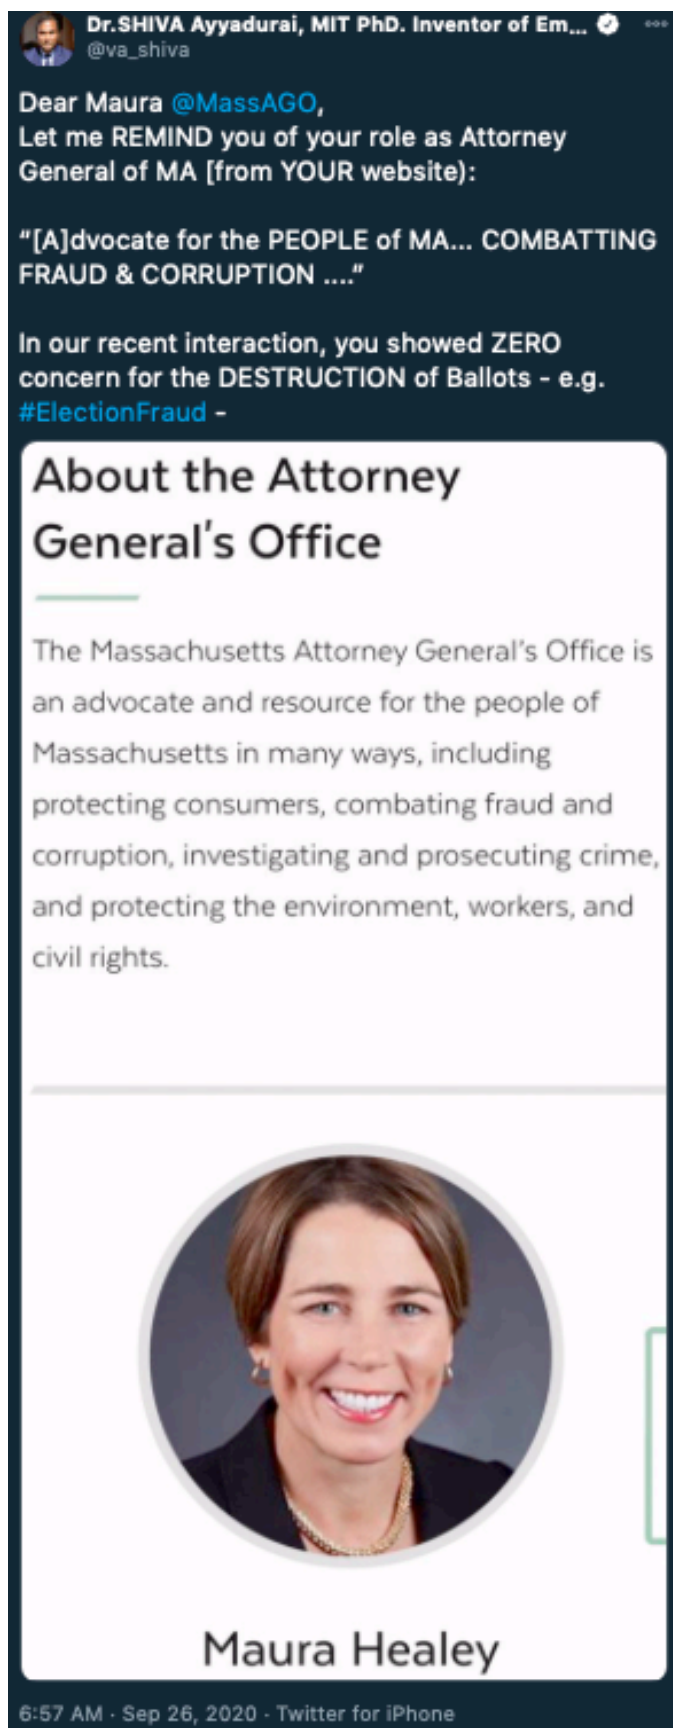 Dr.SHIVA Ayyadurai, MIT PhD. Inventor of Em...
@va_shiva
Dear Maura @MassAGO,
Let me REMIND you of your role as Attorney
General of MA [from YOUR website):
“[A]dvocate for the PEOPLE of MA... COMBATTING
FRAUD & CORRUPTION ....”
In our recent interaction, you showed ZERO
concern for the DESTRUCTION of Ballots - e.g.
#ElectionFraud -
About the Attorney
General's Office
The Massachusetts Attorney General's Office is
an advocate and resource for the people of
Massachusetts in many ways, including
protecting consumers, combating fraud and
corruption, investigating and prosecuting crime,
and protecting the environment, workers, and
civil rights.
Maura Healey
6:57 AM · Sep 26, 2020 · Twitter for iPhone